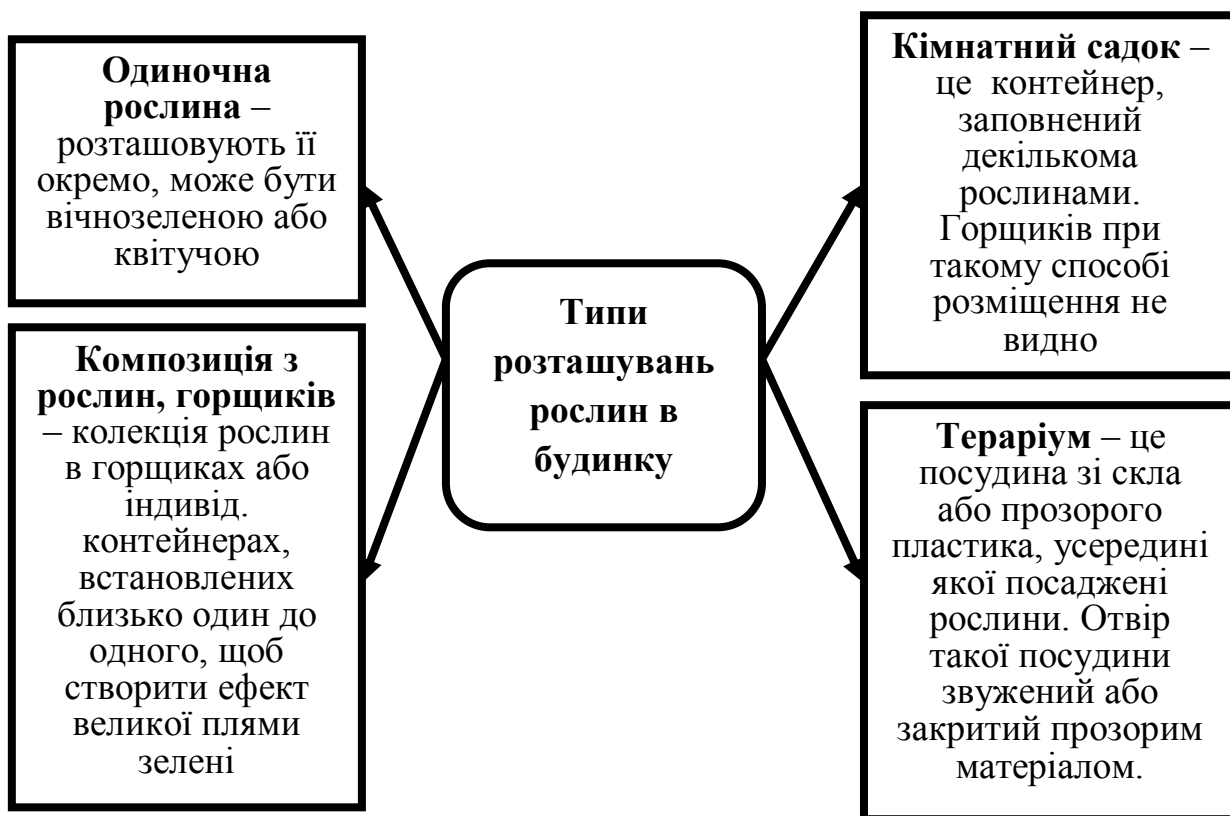 Одиночна
рослина –
розташовують її
окремо, може бути
вічнозеленою або
квітучою
Композиція з
рослин, горщиків
– колекція рослин
в горщиках або
індивід.
контейнерах,
встановлених
близько один до
одного, щоб
створити ефект
великої плями
зелені
Типи
розташувань
рослин в
будинку
Кімнатний садок –
це контейнер,
заповнений
декількома
рослинами.
Горщиків при
такому способі
розміщення не
видно
Тераріум – це
посудина зі скла
або прозорого
пластика, усередині
якої посаджені
рослини. Отвір
такої посудини
звужений або
закритий прозорим
матеріалом.